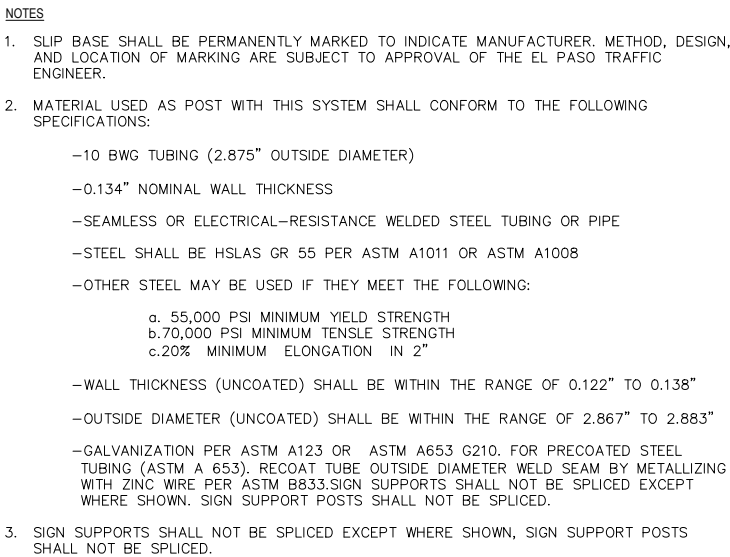 NOTES
1. SLIP BASE SHALL BE PERMANENTLY MARKED TO INDICATE MANUFACTURER. METHOD, DESIGN,
AND LOCATION OF MARKING ARE SUBJECT TO APPROVAL OF THE EL PASO TRAFFIC
ENGINEER.
2. MATERIAL USED AS POST WITH THIS SYSTEM SHALL CONFORM TO THE FOLLOWING
SPECIFICATIONS:
–10 BWG TUBING (2.875" OUTSIDE DIAMETER)
–0.134" NOMINAL WALL THICKNESS
–SEAMLESS OR ELECTRICAL–RESISTANCE WELDED STEEL TUBING OR PIPE
–STEEL SHALL BE HSLAS GR 55 PER ASTM A1011 OR ASTM A1008
–OTHER STEEL MAY BE USED IF THEY MEET THE FOLLOWING:
a. 55,000 PSI MINIMUM YIELD STRENGTH
b.70,000 PSI MINIMUM TENSLE STRENGTH
c.20% MINIMUM ELONGATION IN 2"
–WALL THICKNESS (UNCOATED) SHALL BE WITHIN THE RANGE OF 0.122" TO 0.138"
–OUTSIDE DIAMETER (UNCOATED) SHALL BE WITHIN THE RANGE OF 2.867" TO 2.883"
–GALVANIZATION PER ASTM A123 OR ASTM A653 G210. FOR PRECOATED STEEL
TUBING (ASTM A 653). RECOAT TUBE OUTSIDE DIAMETER WELD SEAM BY METALLIZING
WITH ZINC WIRE PER ASTM B833.SIGN SUPPORTS SHALL NOT BE SPLICED EXCEPT
WHERE SHOWN. SIGN SUPPORT POSTS SHALL NOT BE SPLICED.
3. SIGN SUPPORTS SHALL NOT BE SPLICED EXCEPT WHERE SHOWN, SIGN SUPPORT POSTS
SHALL NOT BE SPLICED.